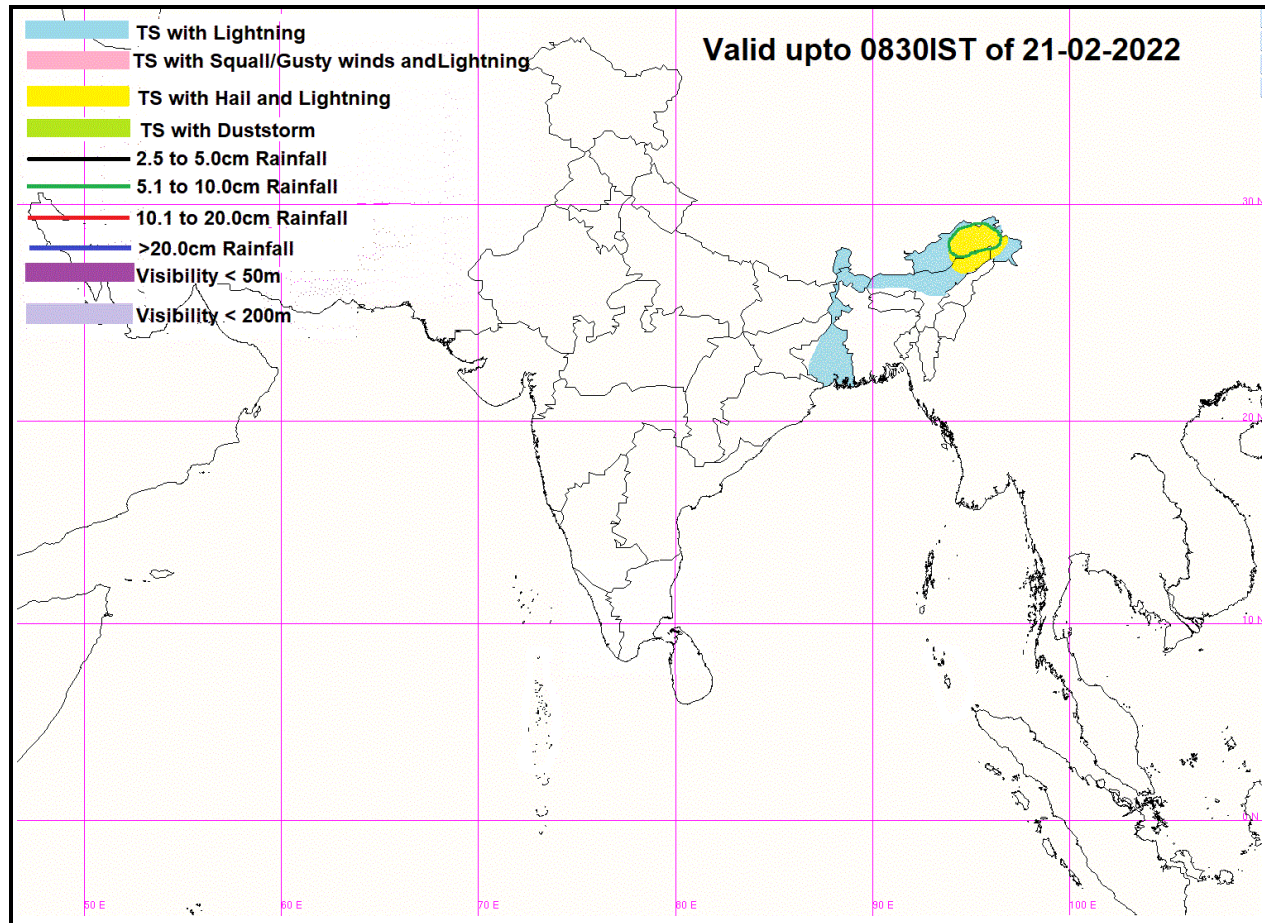 TS with Lightning
Valid upto 0830IST of 21-02-2022
TS with Squall/Gusty winds andLightning
TS with Hail and Lightning
TS with Duststorm
2.5 to 5.0cm Rainfall
5.1 to 10.0cm Rainfall
10.1 to 20.0cm Rainfall
>20.0cm Rainfall
Visibility < 50m
Visibility < 200m
30 N
20 N
10 N
0 N
50 E 60 E 70 E 80 E 90 E 100 E